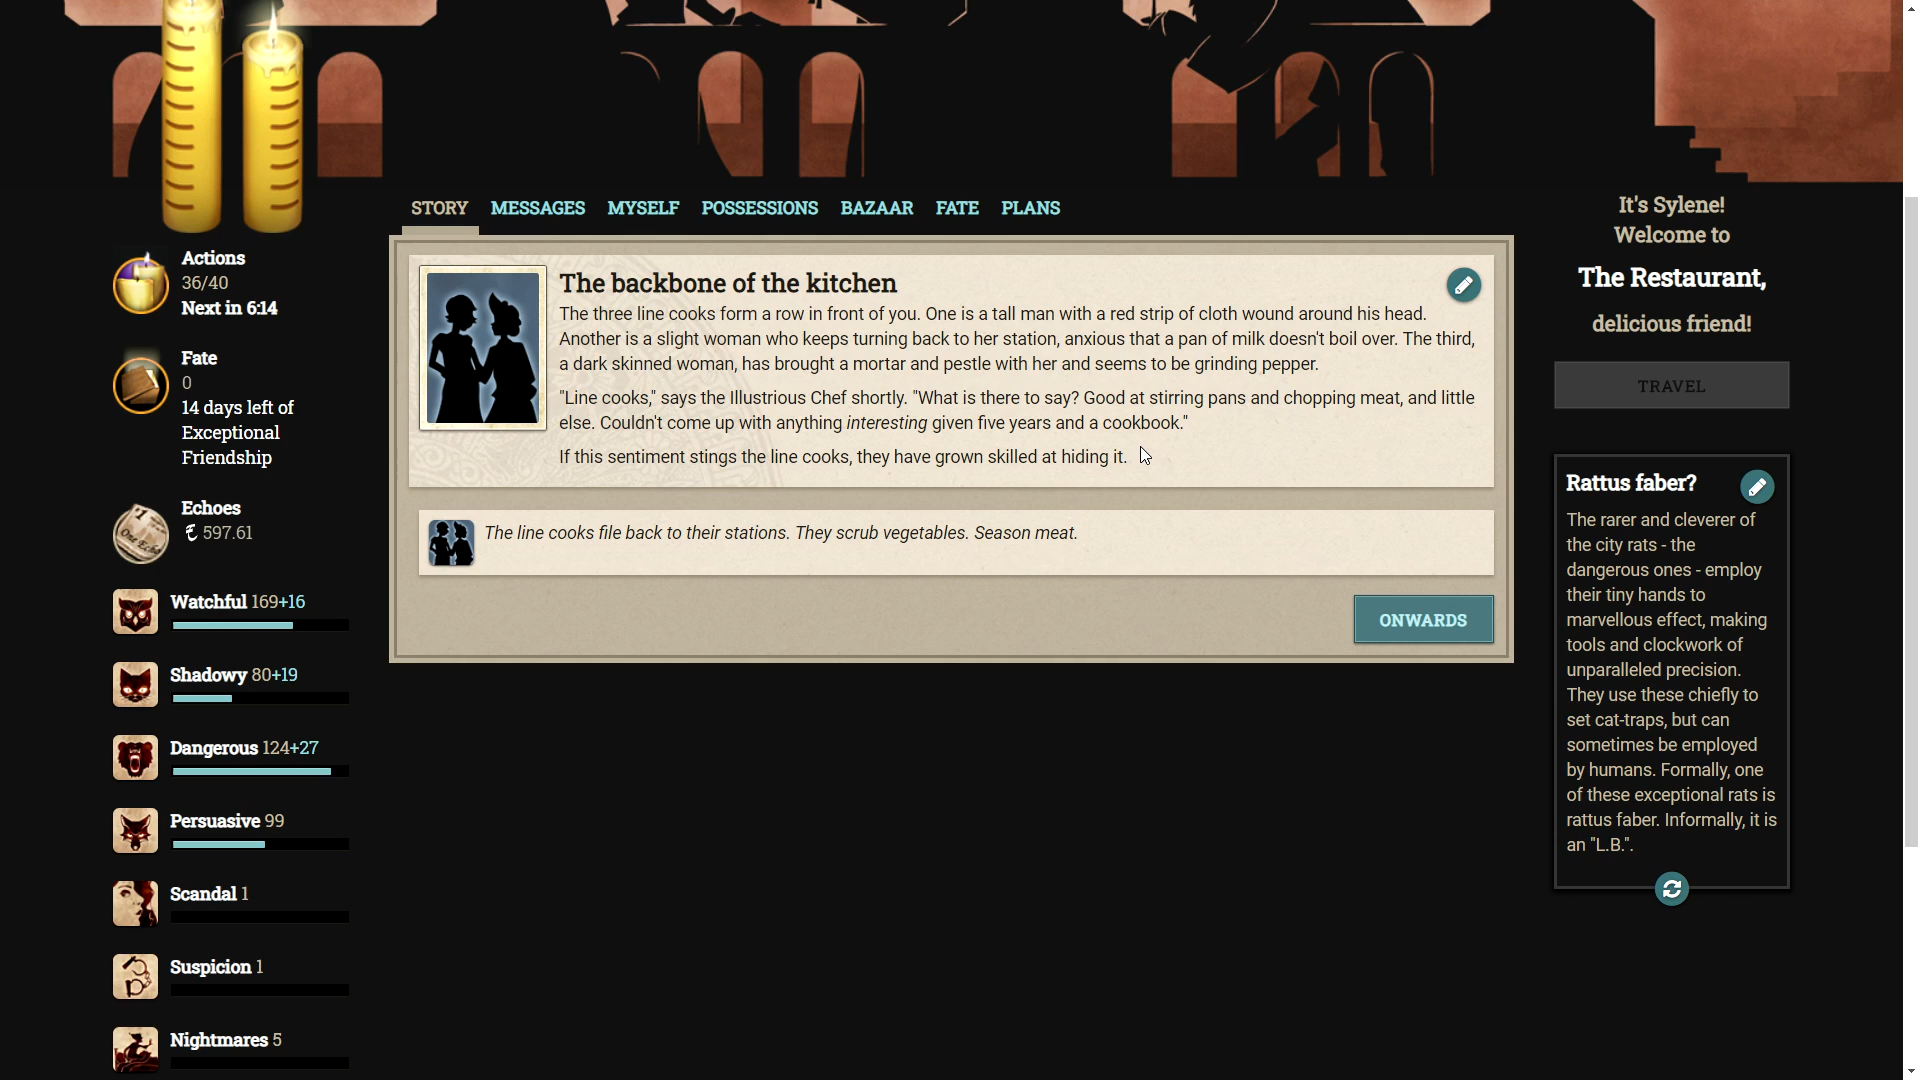 STORY MESSAGES MYSELF POSSESSIONS BAZAAR FATE PLANS
Actions
36/40
Next in 6:14
Fate
0
14 days left of
Exceptional
Friendship
Echoes
597.61
Watchful 169+16
Shadowy 80+19
Dangerous 124+27
Persuasive 99
Scandal 1
Suspicion 1
Nightmares 5
The backbone of the kitchen
The three line cooks form a row in front of you. One is a tall man with a red strip of cloth wound around his head.
Another is a slight woman who keeps turning back to her station, anxious that a pan of milk doesn't boil over. The third,
a dark skinned woman, has brought a mortar and pestle with her and seems to be grinding pepper.
"Line cooks," says the Illustrious Chef shortly. "What is there to say? Good at stirring pans and chopping meat, and little
else. Couldn't come up with anything interesting given five years and a cookbook."
If this sentiment stings the line cooks, they have grown skilled at hiding it.
The line cooks file back to their stations. They scrub vegetables. Season meat.
ONWARDS
It's Sylene!
Welcome to
The Restaurant,
delicious friend!
TRAVEL
Rattus faber?
The rarer and cleverer of
the city rats - the
dangerous ones - employ
their tiny hands to
marvellous effect, making
tools and clockwork of
unparalleled precision.
They use these chiefly to
set cat-traps, but can
sometimes be employed
by humans. Formally, one
of these exceptional rats is
rattus faber. Informally, it is
an "L.B.".